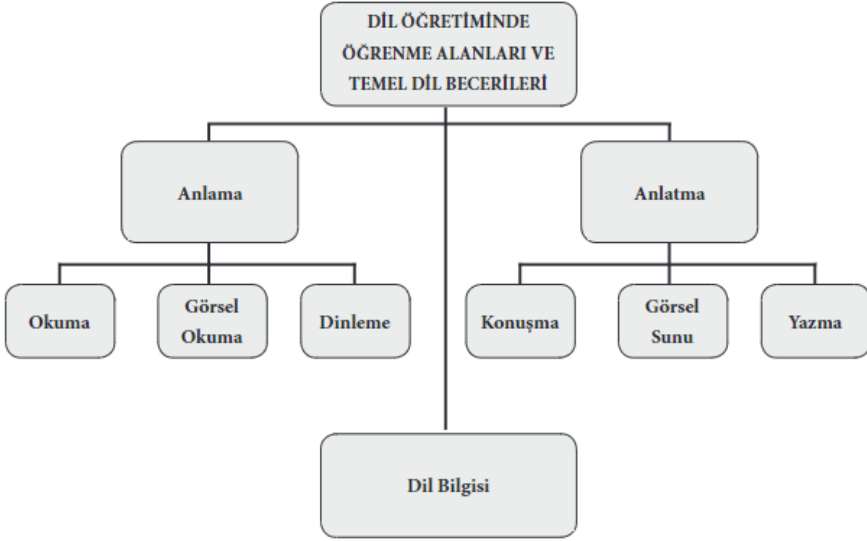 DİL ÖĞRETİMİNDE
ÖĞRENME ALANLARI VE
TEMEL DİL BECERİLERİ
Anlama
Anlatma
Okuma
Görsel
Okuma
Dinleme
Konuşma
Görsel
Sunu
Yazma
Dil Bilgisi